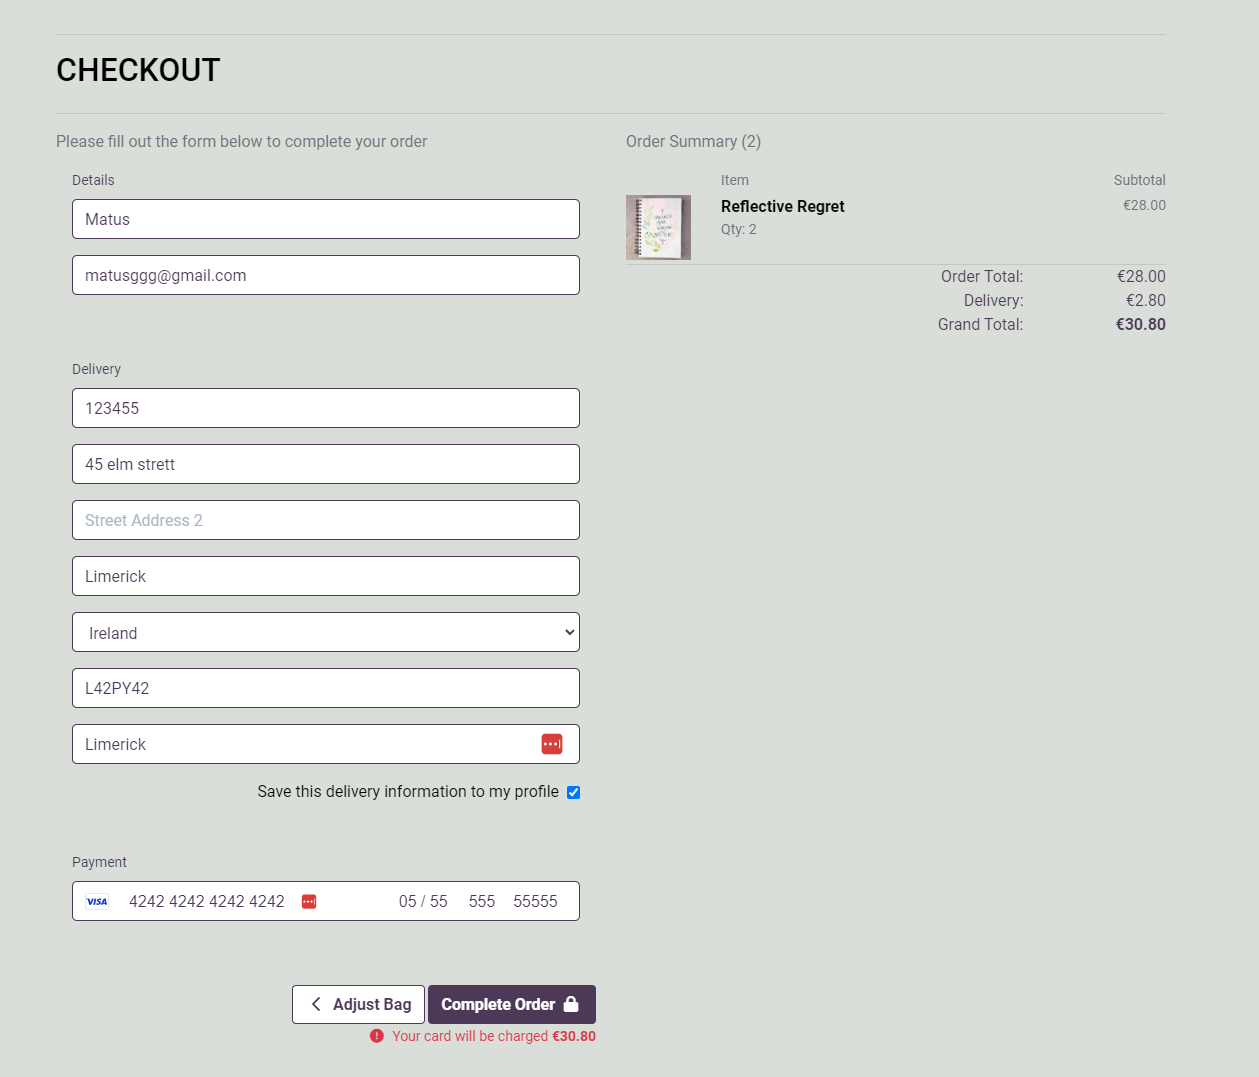 CHECKOUT
Please fill out the form below to complete your order
Details
Matus
matusggg@gmail.com
Delivery
123455
45 elm strett
Street Address 2
Limerick
Ireland
L42PY42
Limerick
Save this delivery information to my profile
Payment
VISA 4242 4242 4242 4242 05 / 55 555 55555
Adjust Bag Complete Order
Your card will be charged €30.80
Order Summary (2)
Item Subtotal
Reflective Regret €28.00
Qty: 2
Order Total: €28.00
Delivery: €2.80
Grand Total: €30.80